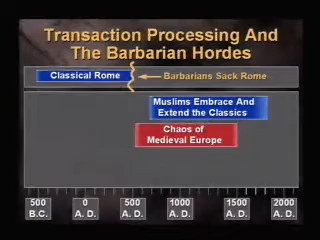 Transaction Processing And
The Barbarian Hordes
Classical Rome
Barbarians Sack Rome
Muslims Embrace And
Extend the Classics
Chaos of
Medieval Europe
500 0 500 1000 1500 2000
B.C. A. D. A. D. A. D. A. D. A. D.